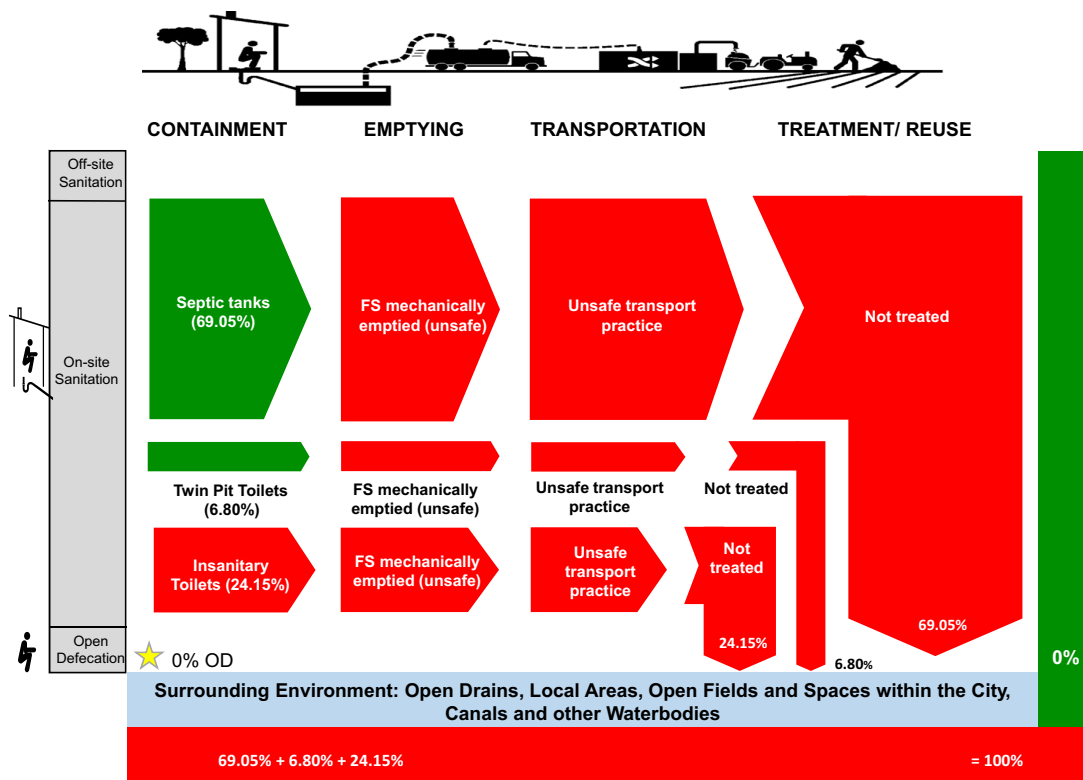 CONTAINMENT
EMPTYING
TRANSPORTATION
TREATMENT/ REUSE
Off-site
Sanitation
Septic tanks
(69.05%)
FS mechanically
emptied (unsafe)
Unsafe transport
practice
Not treated
On-site
Sanitation
Twin Pit Toilets
(6.80%)
FS mechanically
emptied (unsafe)
Unsafe transport
practice
Not treated
Insanitary
Toilets (24.15%)
FS mechanically
emptied (unsafe)
Unsafe
transport
practice
Not
treated
24.15%
6.80%
69.05%
0%
Open
Defecation
0% OD
Surrounding Environment: Open Drains, Local Areas, Open Fields and Spaces within the City,
Canals and other Waterbodies
69.05% + 6.80% + 24.15%
= 100%